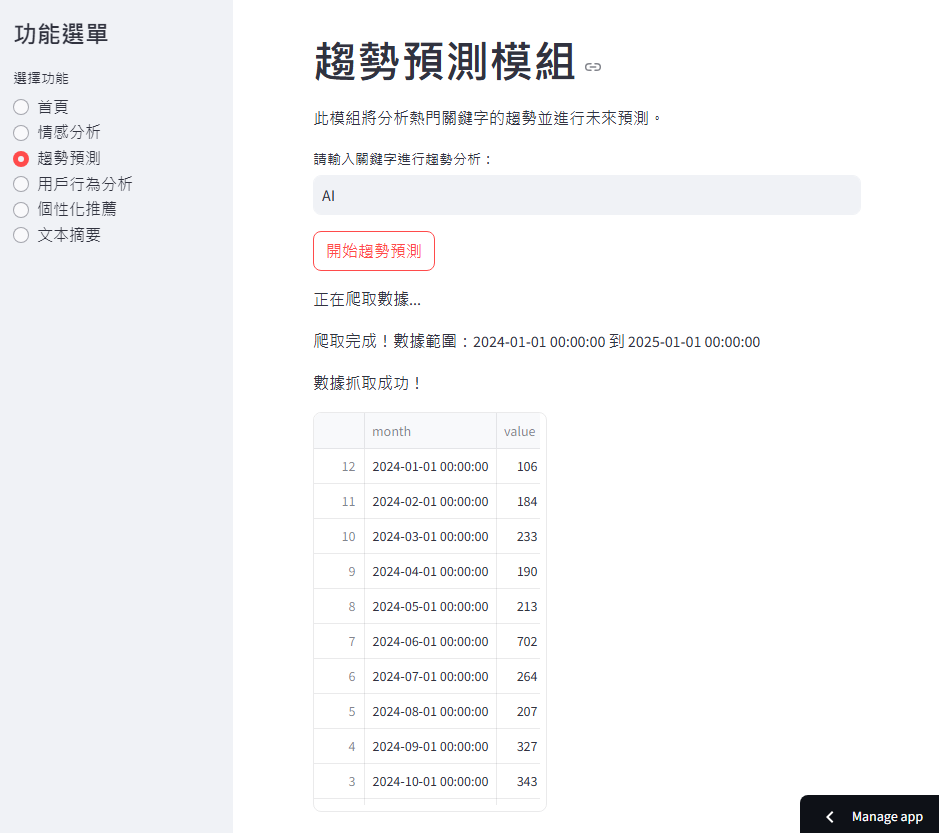 功能選單
選擇功能
首頁
情感分析
趨勢預測
用戶行為分析
個性化推薦
文本摘要
趨勢預測模組
此模組將分析熱門關鍵字的趨勢並進行未來預測。
請輸入關鍵字進行趨勢分析：
AI
開始趨勢預測
正在爬取數據...
爬取完成！數據範圍：2024-01-01 00:00:00 到 2025-01-01 00:00:00
數據抓取成功！
month value
12 2024-01-01 00:00:00 106
11 2024-02-01 00:00:00 184
10 2024-03-01 00:00:00 233
9 2024-04-01 00:00:00 190
8 2024-05-01 00:00:00 213
7 2024-06-01 00:00:00 702
6 2024-07-01 00:00:00 264
5 2024-08-01 00:00:00 207
4 2024-09-01 00:00:00 327
3 2024-10-01 00:00:00 343
Manage app